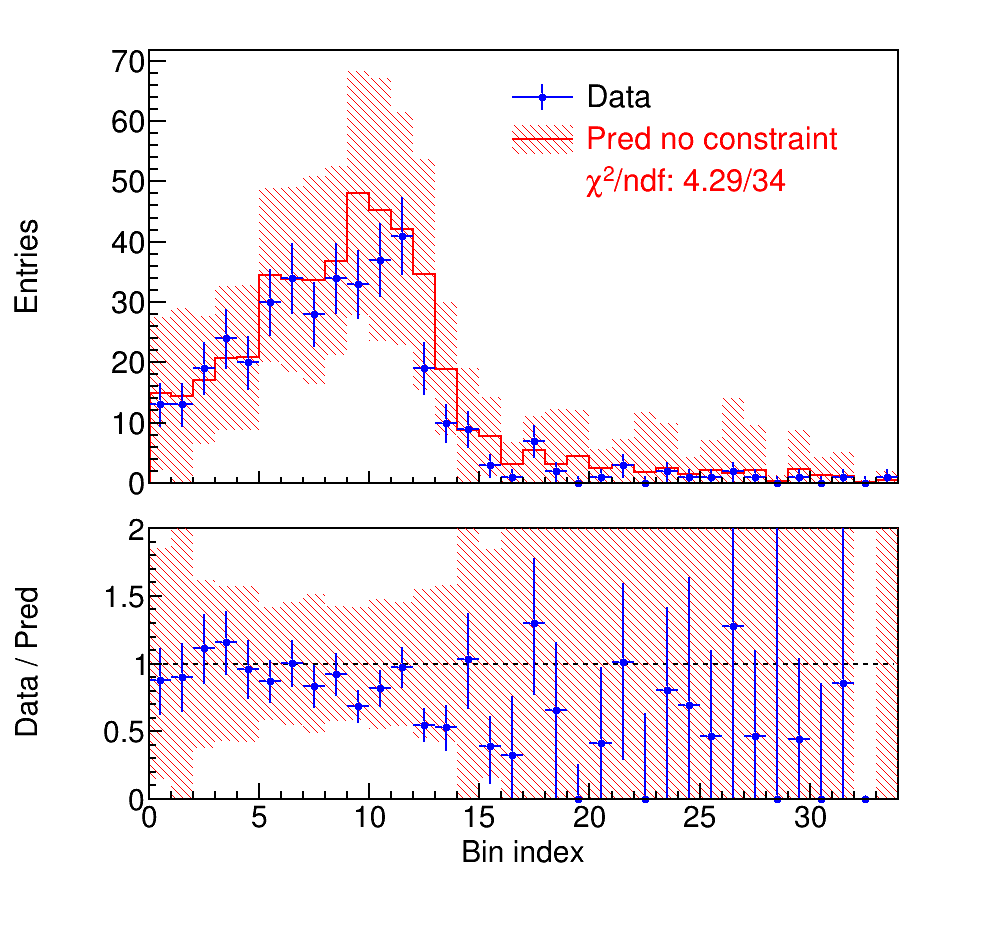 70
60
50
40
30
20
10
0
Entries
Data
Pred no constraint
χ²/ndf: 4.29/34
2
1.5
1
0.5
0
Data / Pred
0 5 10 15 20 25 30
Bin index